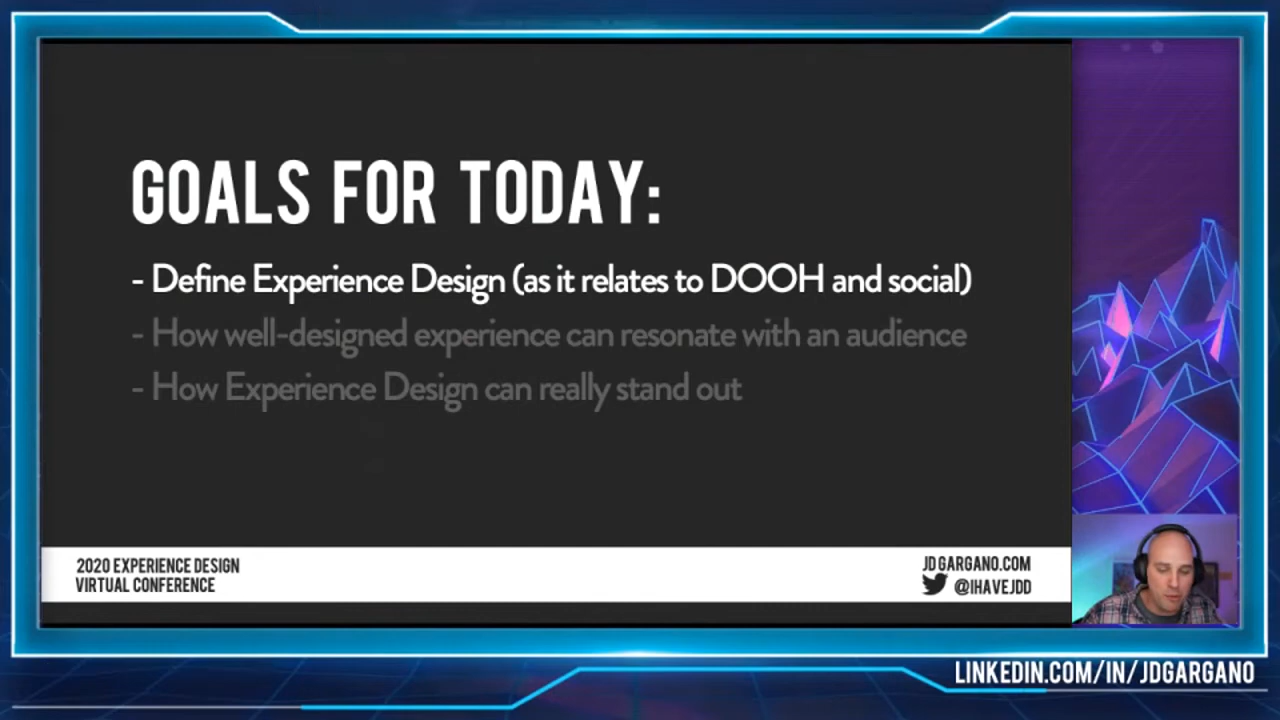 GOALS FOR TODAY:
- Define Experience Design (as it relates to DOOH and social)
- How well-designed experience can resonate with an audience
- How Experience Design can really stand out
2020 EXPERIENCE DESIGN
VIRTUAL CONFERENCE
JDGARGANO.COM
@IHAVEJDD
LINKEDIN.COM/IN/JDGARGANO